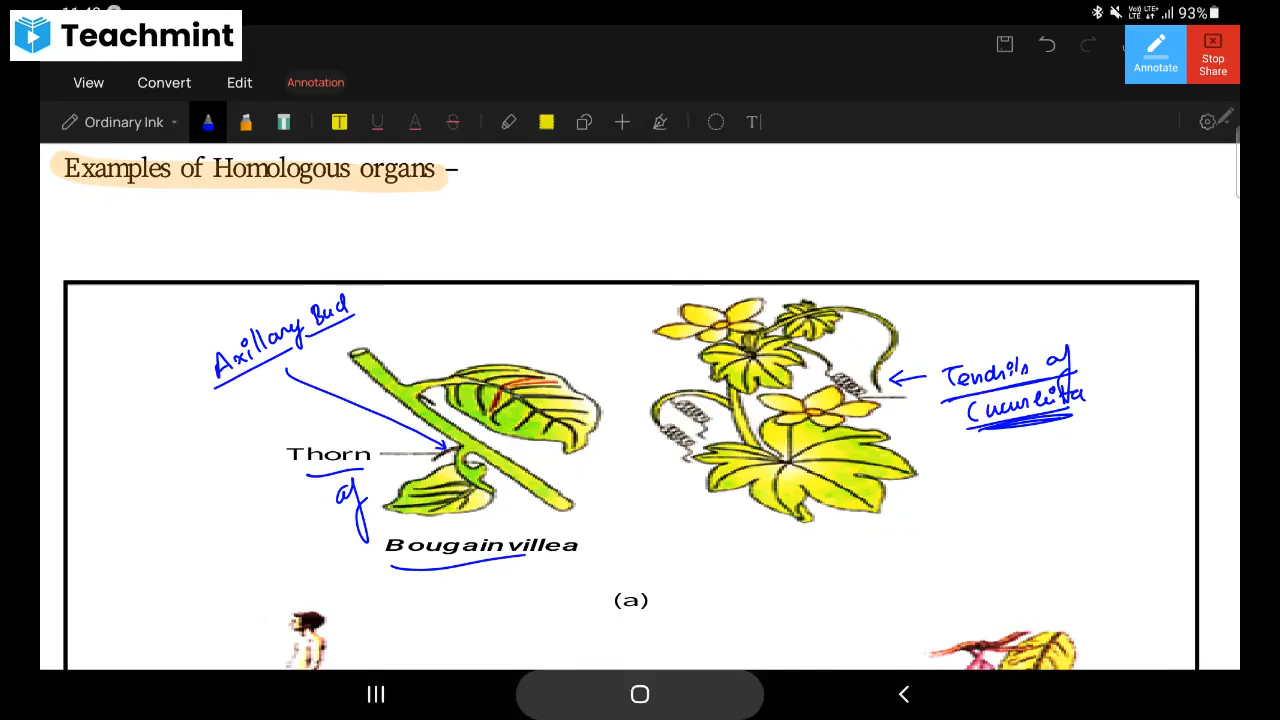 Teachmint
93%
View Convert Edit Annotation
Annotate
Stop
Share
Ordinary Ink
Examples of Homologous organs –
Axillary Bud
Thorn
of
Bougainvillea
Tendrils of
Cucurbitta
(a)